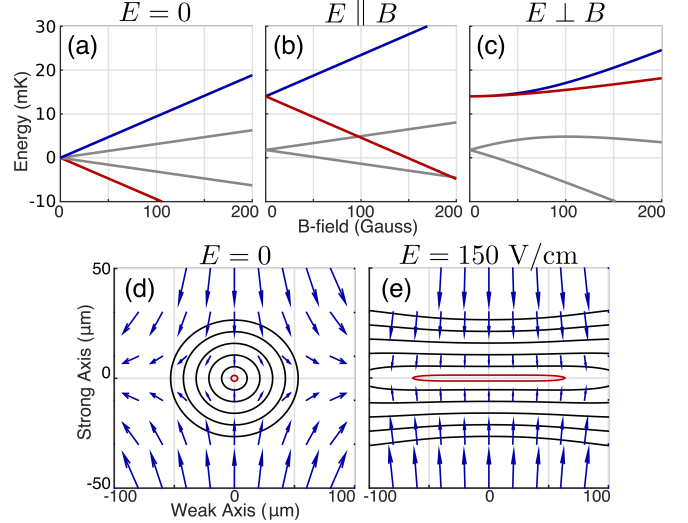 E = 0
E ∥ B
E ⊥ B
(a)
(b)
(c)
Energy (mK)
30
20
10
0
-10
0
100
200
0
100
200
0
100
200
B-field (Gauss)
E = 0
E = 150 V/cm
(d)
(e)
Strong Axis (μm)
50
0
-50
-100
0
100
-100
0
100
Weak Axis (μm)